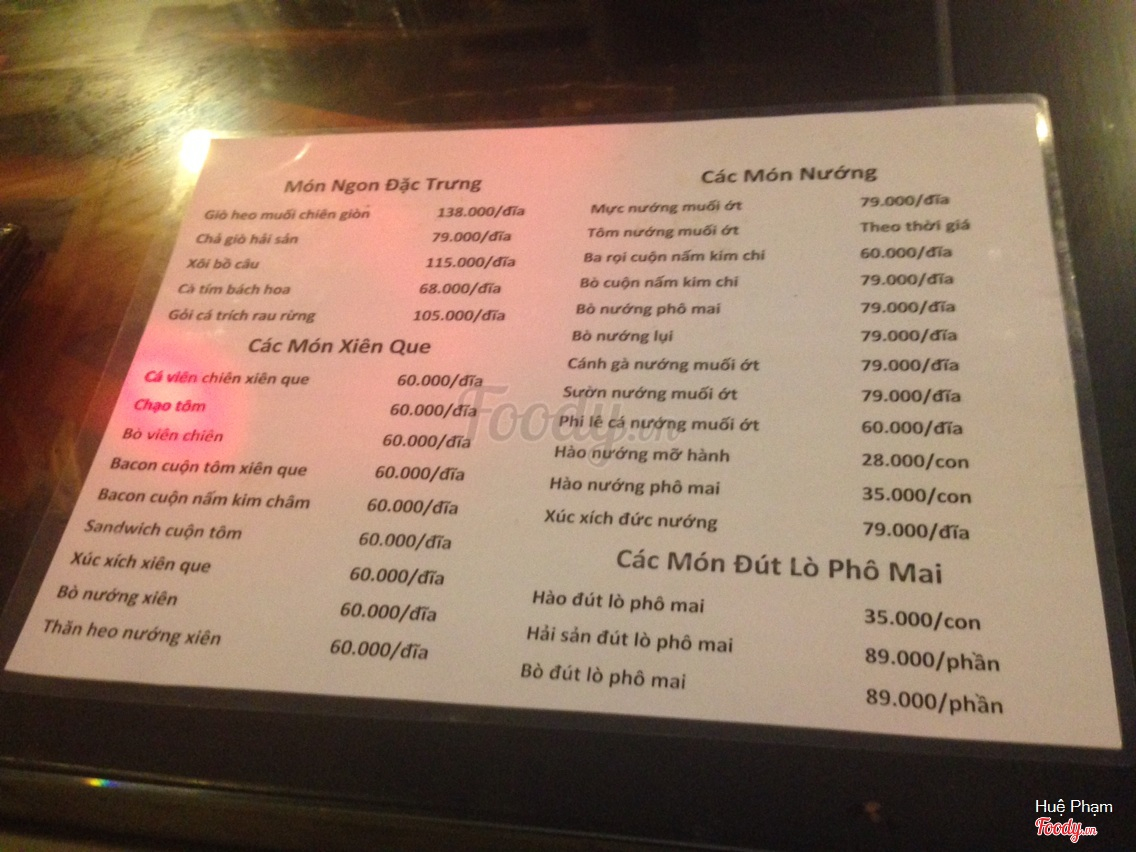 Món Ngon Đặc Trưng
Giò heo muối chiên giòn 138.000/đĩa
Chả giò hải sản 79.000/đĩa
Xôi bồ câu 115.000/đĩa
Cà tím bách hoa 68.000/đĩa
Gỏi cá trích rau rừng 105.000/đĩa
Các Món Xiên Que
Cá viên chiên xiên que 60.000/đĩa
Chạo tôm 60.000/đĩa
Bò viên chiên 60.000/đĩa
Bacon cuộn tôm xiên que 60.000/đĩa
Bacon cuộn nấm kim châm 60.000/đĩa
Sandwich cuộn tôm 60.000/đĩa
Xúc xích xiên que 60.000/đĩa
Bò nướng xiên 60.000/đĩa
Thăn heo nướng xiên 60.000/đĩa
Các Món Nướng
Mực nướng muối ớt 79.000/đĩa
Tôm nướng muối ớt Theo thời giá
Ba rọi cuộn nấm kim chi 60.000/đĩa
Bò cuộn nấm kim chi 79.000/đĩa
Bò nướng phô mai 79.000/đĩa
Bò nướng lụi 79.000/đĩa
Cánh gà nướng muối ớt 79.000/đĩa
Sườn nướng muối ớt 79.000/đĩa
Phi lê cá nướng muối ớt 60.000/đĩa
Hào nướng mỡ hành 28.000/con
Hào nướng phô mai 35.000/con
Xúc xích đức nướng 79.000/đĩa
Các Món Đút Lò Phô Mai
Hào đút lò phô mai 35.000/con
Hải sản đút lò phô mai 89.000/phần
Bò đút lò phô mai 89.000/phần
Foody.vn
Huệ Phạm
Foody.vn